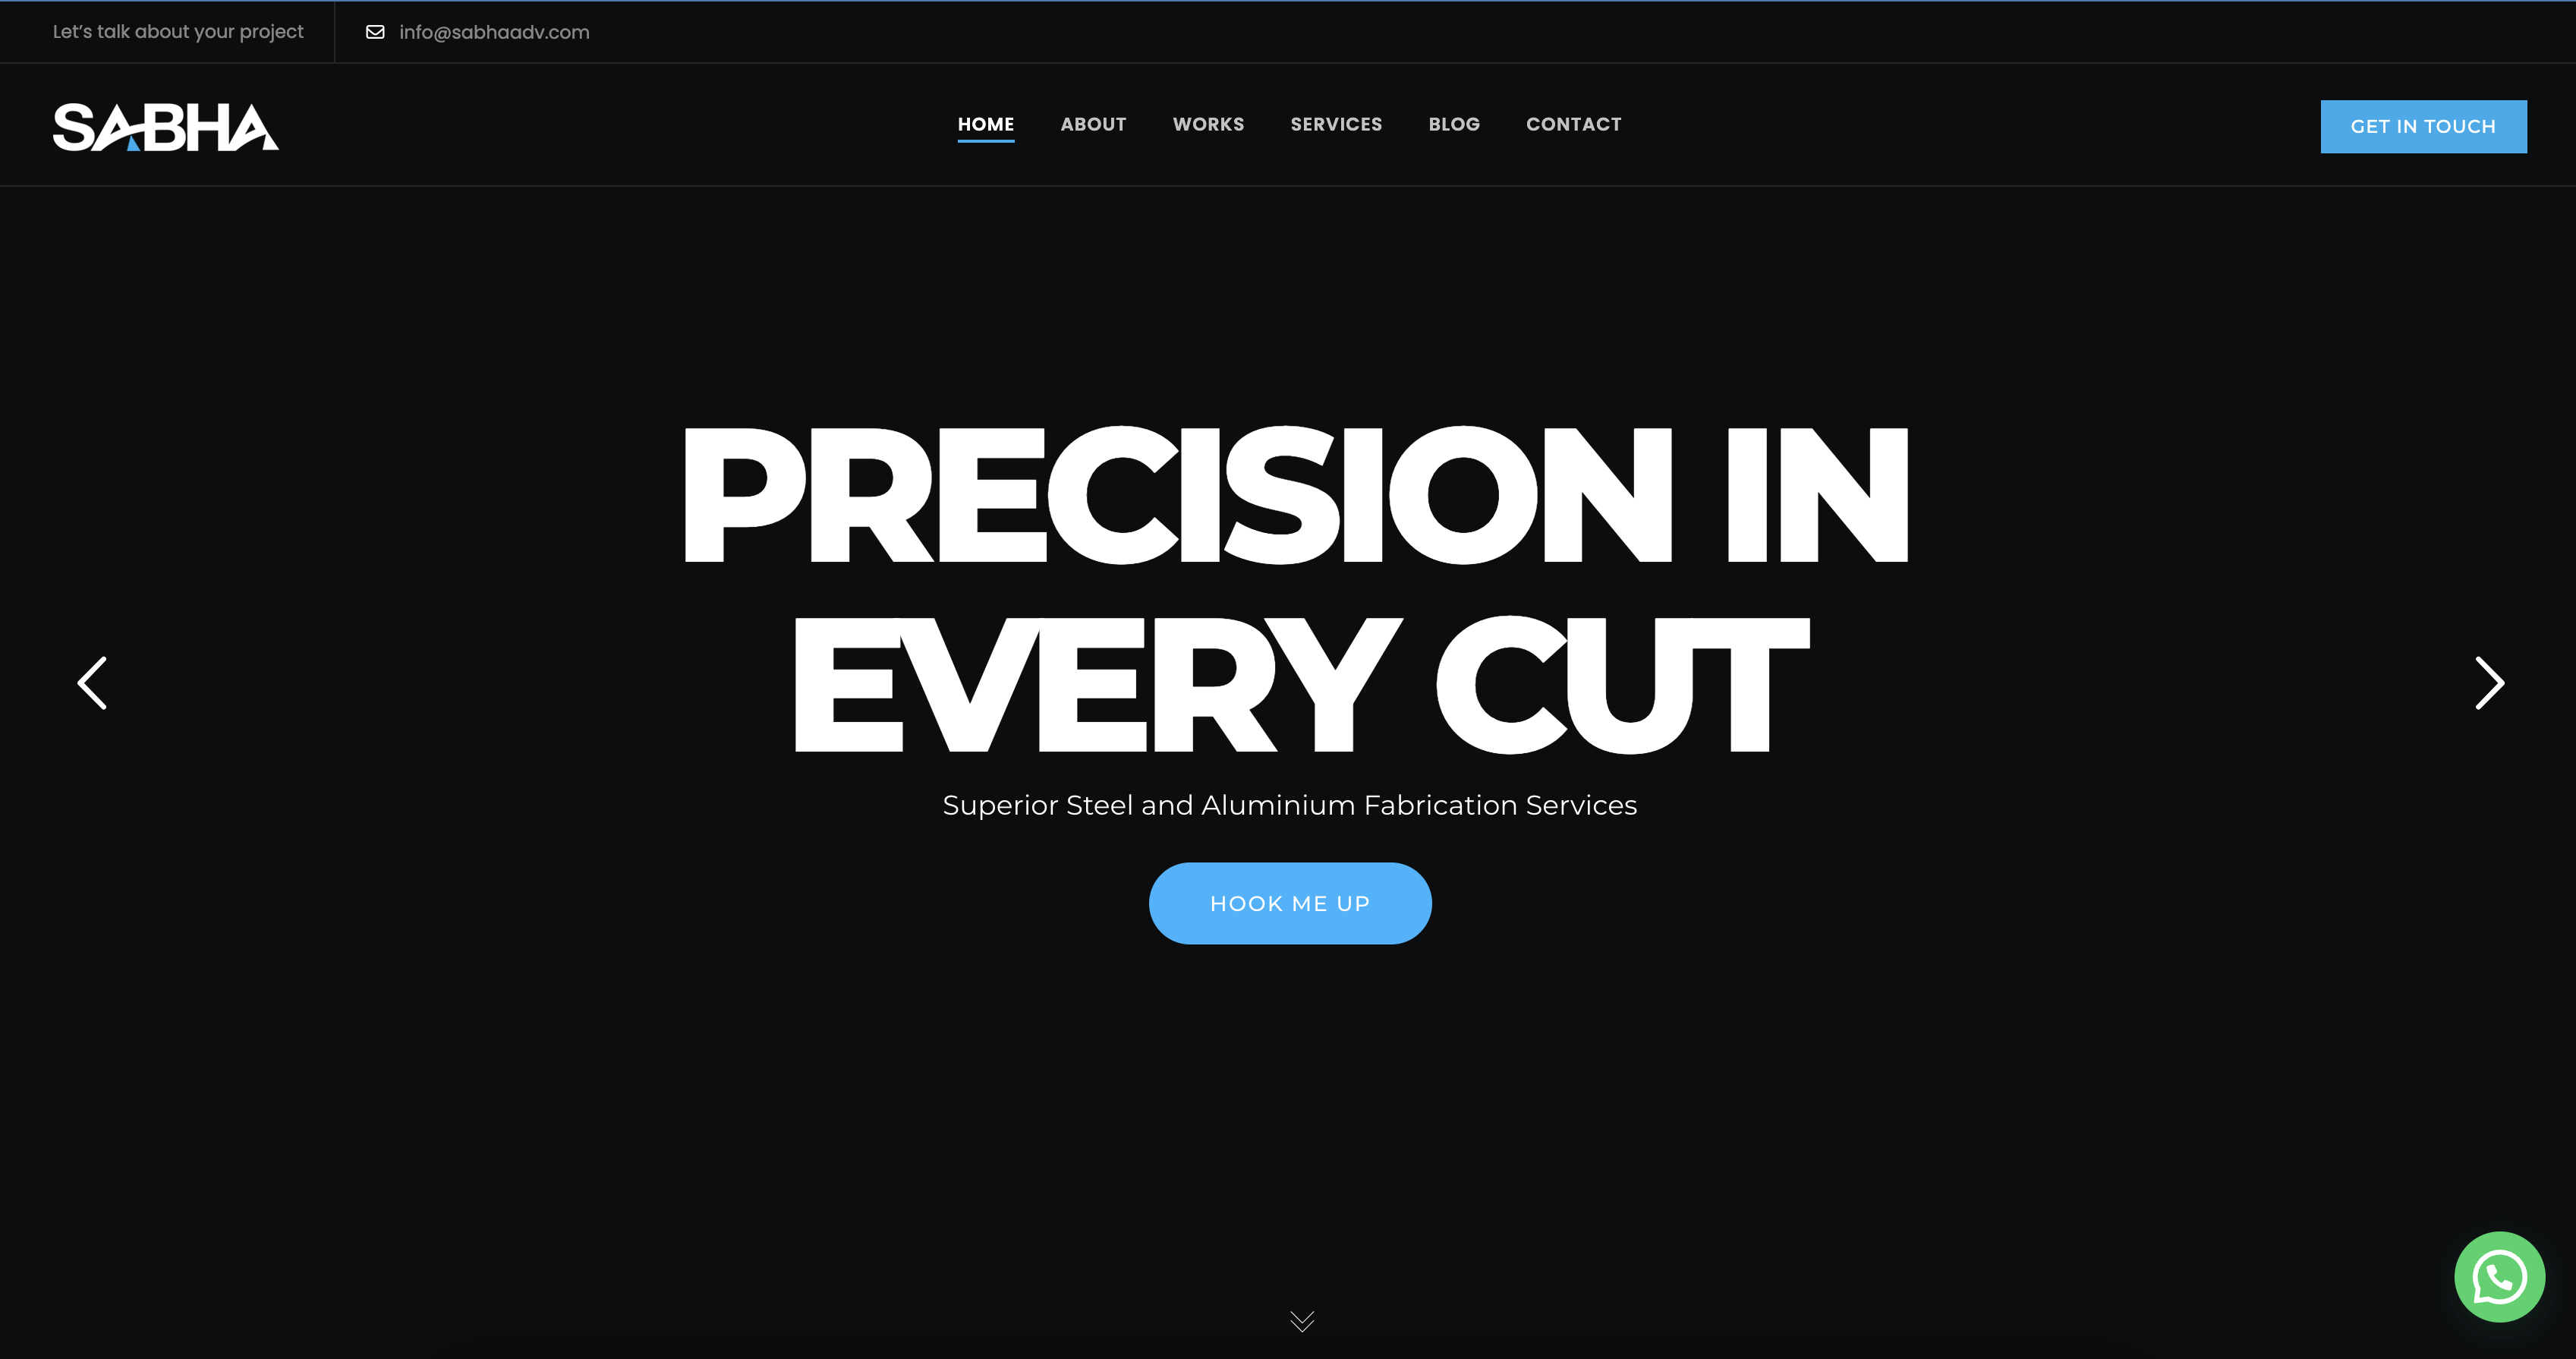 Let's talk about your project
info@sabhaadv.com
SABHA
HOME ABOUT WORKS SERVICES BLOG CONTACT
GET IN TOUCH
PRECISION IN
EVERY CUT
Superior Steel and Aluminium Fabrication Services
HOOK ME UP